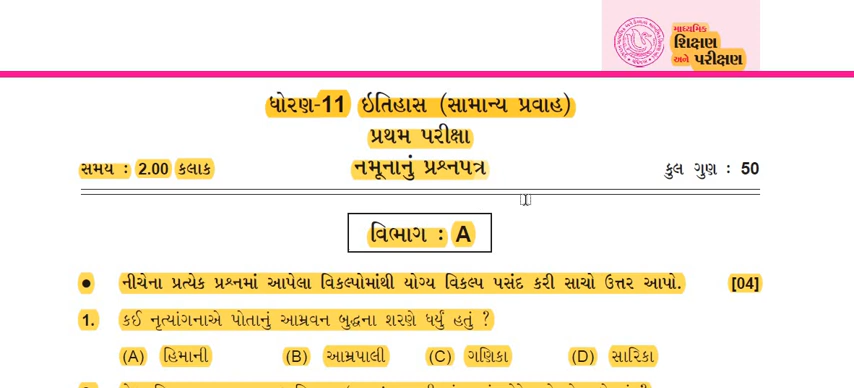 માધ્યમિક
શિક્ષણ
અને પરીક્ષણ
ધોરણ-11 ઇતિહાસ (સામાન્ય પ્રવાહ)
પ્રથમ પરીક્ષા
સમય : 2.00 કલાક નમૂનાનું પ્રશ્નપત્ર કુલ ગુણ : 50
વિભાગ : A
● નીચેના પ્રત્યેક પ્રશ્નમાં આપેલા વિકલ્પોમાંથી યોગ્ય વિકલ્પ પસંદ કરી સાચો ઉત્તર આપો. [04]
1. કઈ નૃત્યાંગનાએ પોતાનું આમ્રવન બુદ્ધના શરણે ધર્યું હતું ?
(A) હિમાની (B) આમ્રપાલી (C) ગણિકા (D) સારિકા